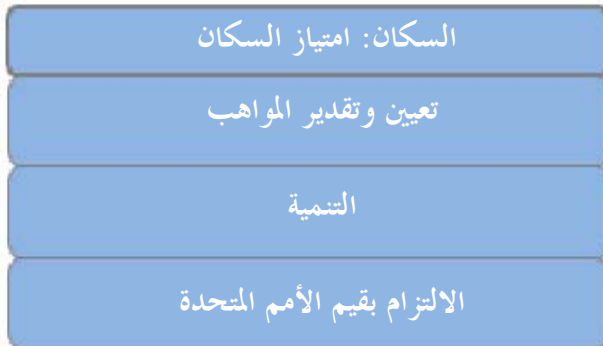 السكان: امتياز السكان
تعيين وتقدير المواهب
التنمية
الالتزام بقيم الأمم المتحدة